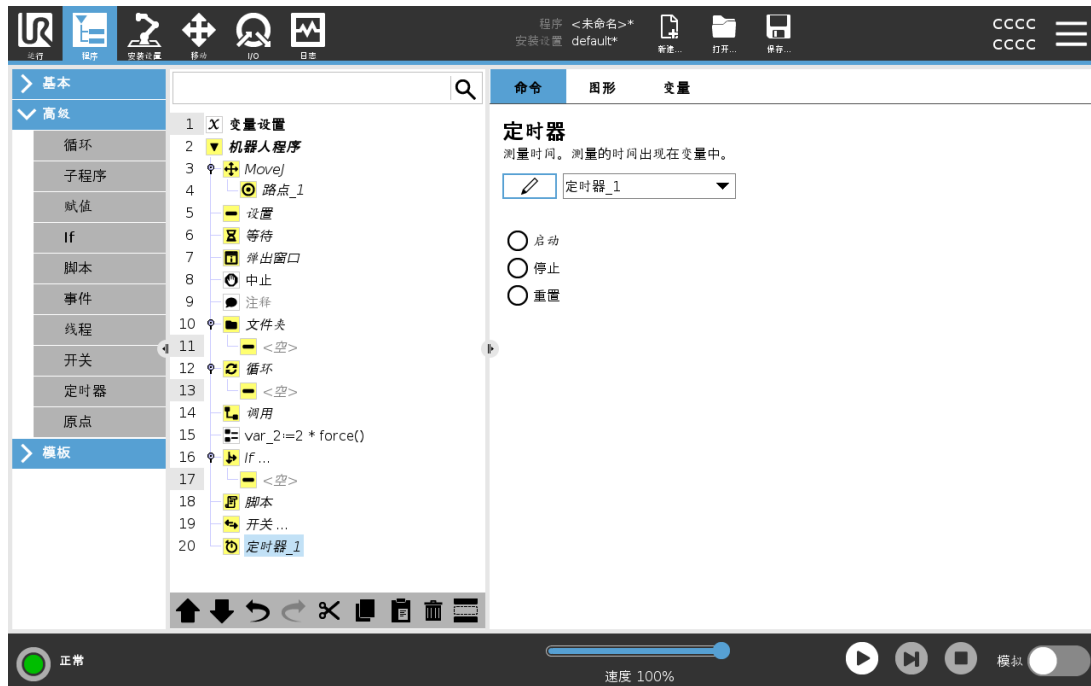 UR
运行
程序
安装设置
移动
I/O
日志
程序 <未命名>*
安装设置 default*
新建...
打开...
保存...
CCCC
CCCC
基本
高级
循环
子程序
赋值
If
脚本
事件
线程
开关
定时器
原点
模板
1 X 变量设置
2 机器人程序
3 MoveJ
4 路点_1
5 设置
6 等待
7 弹出窗口
8 中止
9 注释
10 文件夹
11 <空>
12 循环
13 <空>
14 调用
15 var_2:=2 * force()
16 If ...
17 <空>
18 脚本
19 开关 ...
20 定时器_1
命令 图形 变量
定时器
测量时间。测量的时间出现在变量中。
定时器_1
启动
停止
重置
正常
速度 100%
模拟